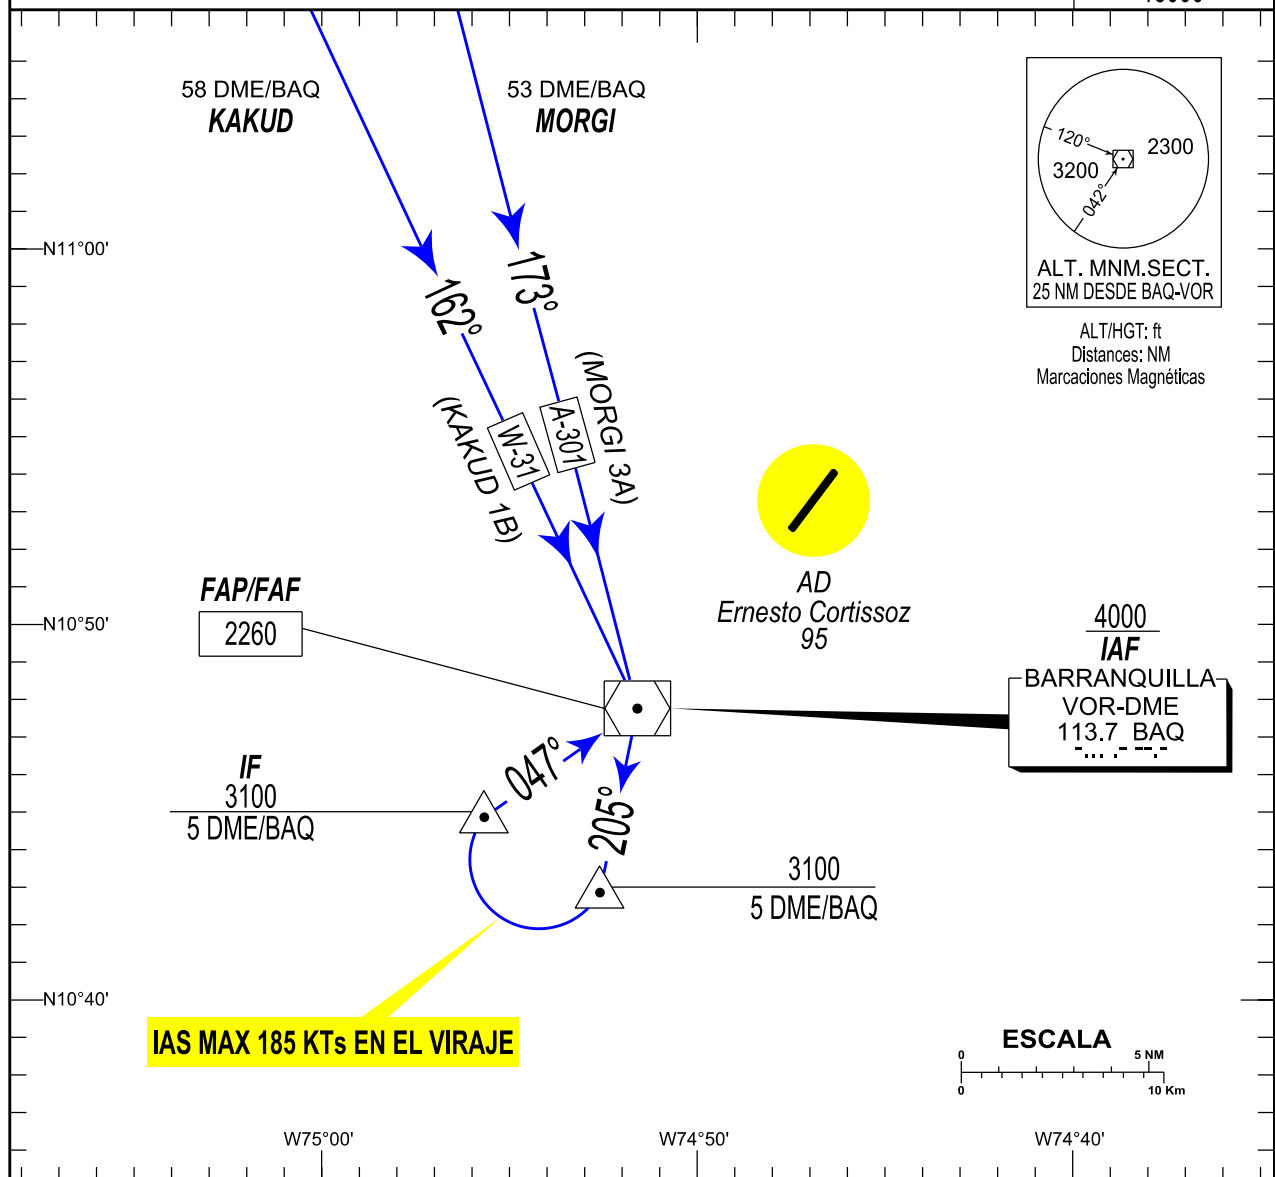 58 DME/BAQ
KAKUD
53 DME/BAQ
MORGI
120°
2300
3200
042°
ALT. MNM.SECT.
25 NM DESDE BAQ-VOR
ALT/HGT: ft
Distances: NM
Marcaciones Magnéticas
N11°00'
162°
173°
(KAKUD 1B)
W-31
A-301
(MORGI 3A)
AD
Ernesto Cortissoz
95
FAP/FAF
2260
N10°50'
4000
IAF
BARRANQUILLA
VOR-DME
113.7 BAQ
047°
205°
IF
3100
5 DME/BAQ
3100
5 DME/BAQ
N10°40'
IAS MAX 185 KTs EN EL VIRAJE
ESCALA
0 5 NM
0 10 Km
W75°00'
W74°50'
W74°40'